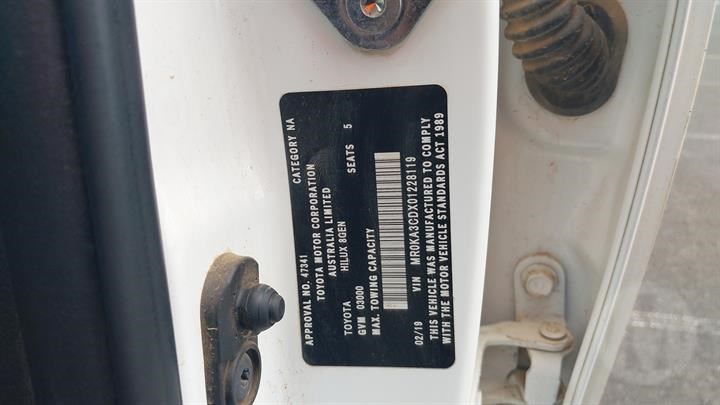 APPROVAL NO. 47341 CATEGORY NA
TOYOTA MOTOR CORPORATION
AUSTRALIA LIMITED
HILUX 8GEN
TOYOTA SEATS 5
GVM 03000
MAX. TOWING CAPACITY
02/19 VIN MR0KA3CDX01228119
THIS VEHICLE WAS MANUFACTURED TO COMPLY
WITH THE MOTOR VEHICLE STANDARDS ACT 1989